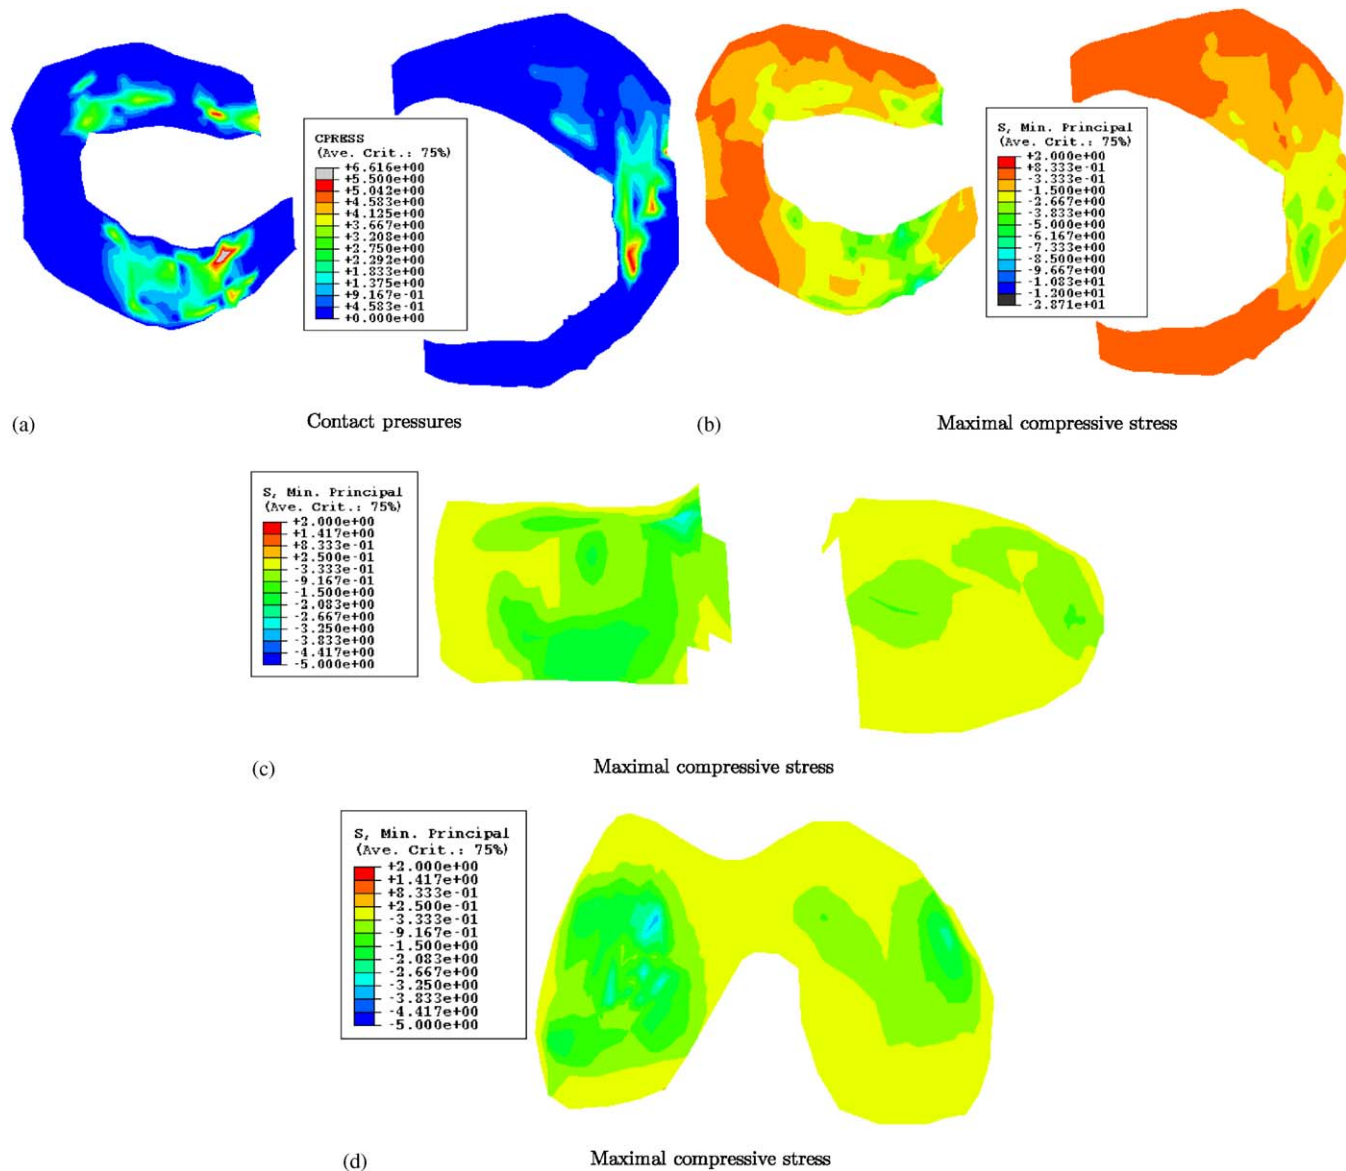 CPRESS
(Ave. Crit.: 75%)
+6.616e+00
+5.500e+00
+5.042e+00
+4.583e+00
+4.125e+00
+3.667e+00
+3.208e+00
+2.750e+00
+2.292e+00
+1.833e+00
+1.375e+00
+9.167e-01
+4.583e-01
+0.000e+00
S, Min. Principal
(Ave. Crit.: 75%)
+2.000e+00
+8.333e-01
-3.333e-01
-1.500e+00
-2.667e+00
-3.833e+00
-5.000e+00
-6.167e+00
-7.333e+00
-8.500e+00
-9.667e+00
-1.083e+01
-1.200e+01
-2.871e+01
(a)
Contact pressures
(b)
Maximal compressive stress
S, Min. Principal
(Ave. Crit.: 75%)
+2.000e+00
+1.417e+00
+8.333e-01
+2.500e-01
-3.333e-01
-9.167e-01
-1.500e+00
-2.083e+00
-2.667e+00
-3.250e+00
-3.833e+00
-4.417e+00
-5.000e+00
(c)
Maximal compressive stress
S, Min. Principal
(Ave. Crit.: 75%)
+2.000e+00
+1.417e+00
+8.333e-01
+2.500e-01
-3.333e-01
-9.167e-01
-1.500e+00
-2.083e+00
-2.667e+00
-3.250e+00
-3.833e+00
-4.417e+00
-5.000e+00
(d)
Maximal compressive stress